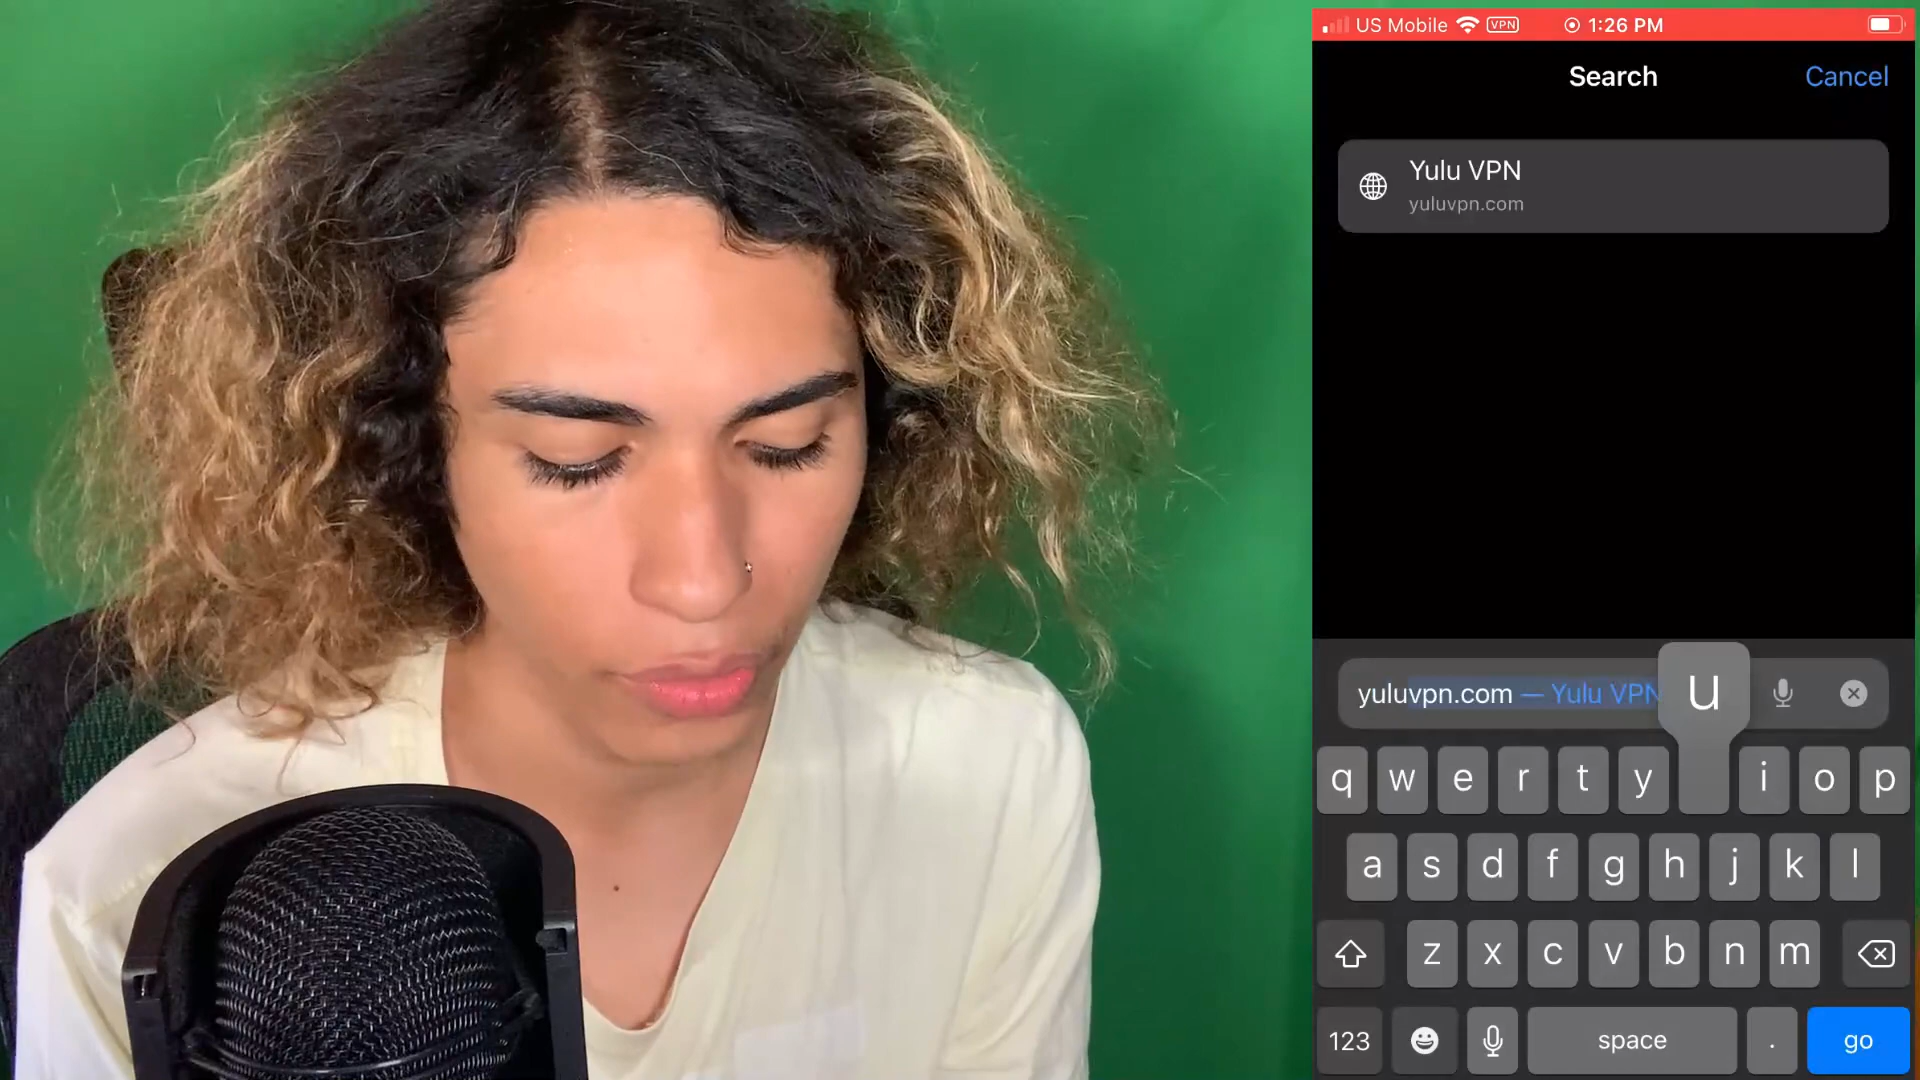 US Mobile VPN 1:26 PM
Search Cancel
Yulu VPN
yuluvpn.com
yuluvpn.com — Yulu VPN
u
q w e r t y i o p
a s d f g h j k l
z x c v b n m
123 space . go